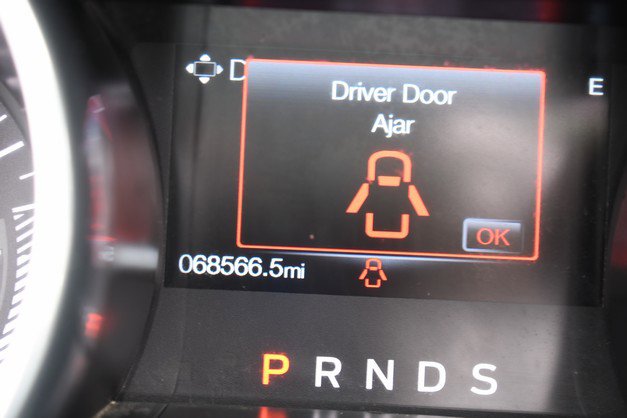 D
E
Driver Door
Ajar
OK
068566.5mi
P R N D S